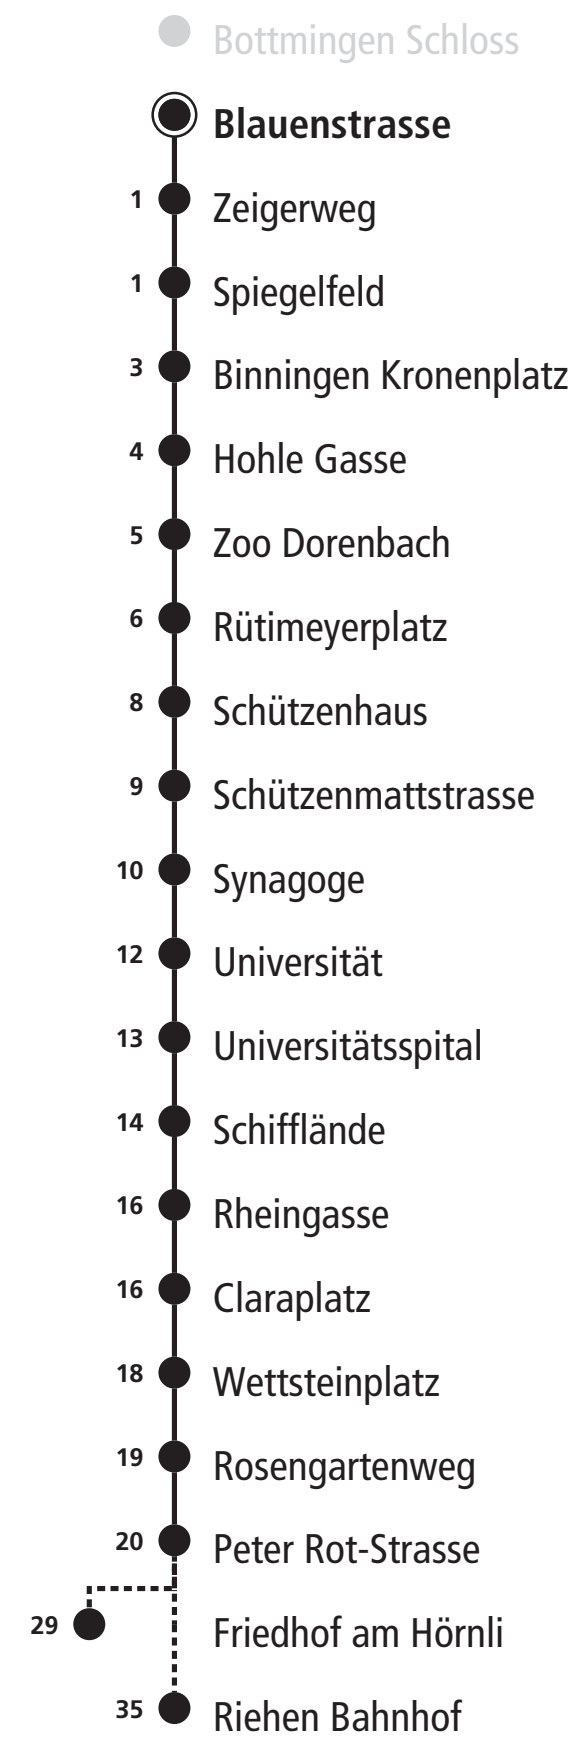 Bottmingen Schloss
Blauenstrasse
1 Zeigerweg
1 Spiegelfeld
3 Binningen Kronenplatz
4 Hohle Gasse
5 Zoo Dorenbach
6 Rütimeyerplatz
8 Schützenhaus
9 Schützenmattstrasse
10 Synagoge
12 Universität
13 Universitätsspital
14 Schifflände
16 Rheingasse
16 Claraplatz
18 Wettsteinplatz
19 Rosengartenweg
20 Peter Rot-Strasse
29 Friedhof am Hörnli
35 Riehen Bahnhof